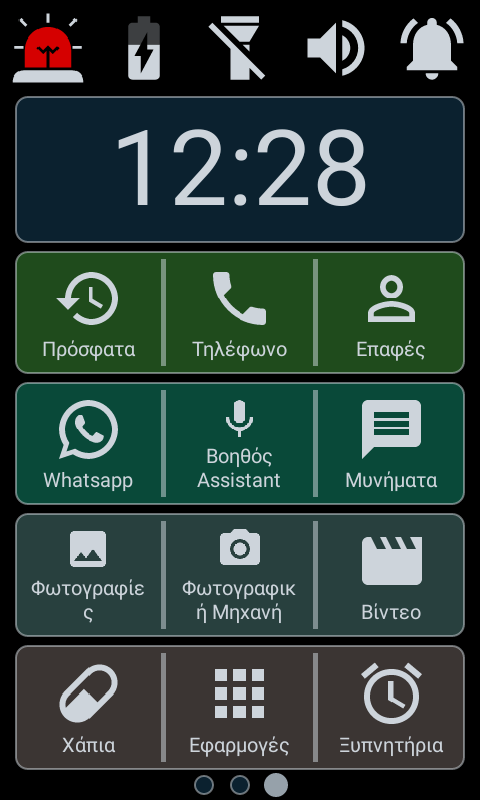 12:28
Πρόσφατα
Τηλέφωνο
Επαφές
Whatsapp
Βοηθός
Assistant
Μυνήματα
Φωτογραφίε
ς
Φωτογραφικ
ή Μηχανή
Βίντεο
Χάπια
Εφαρμογές
Ξυπνητήρια